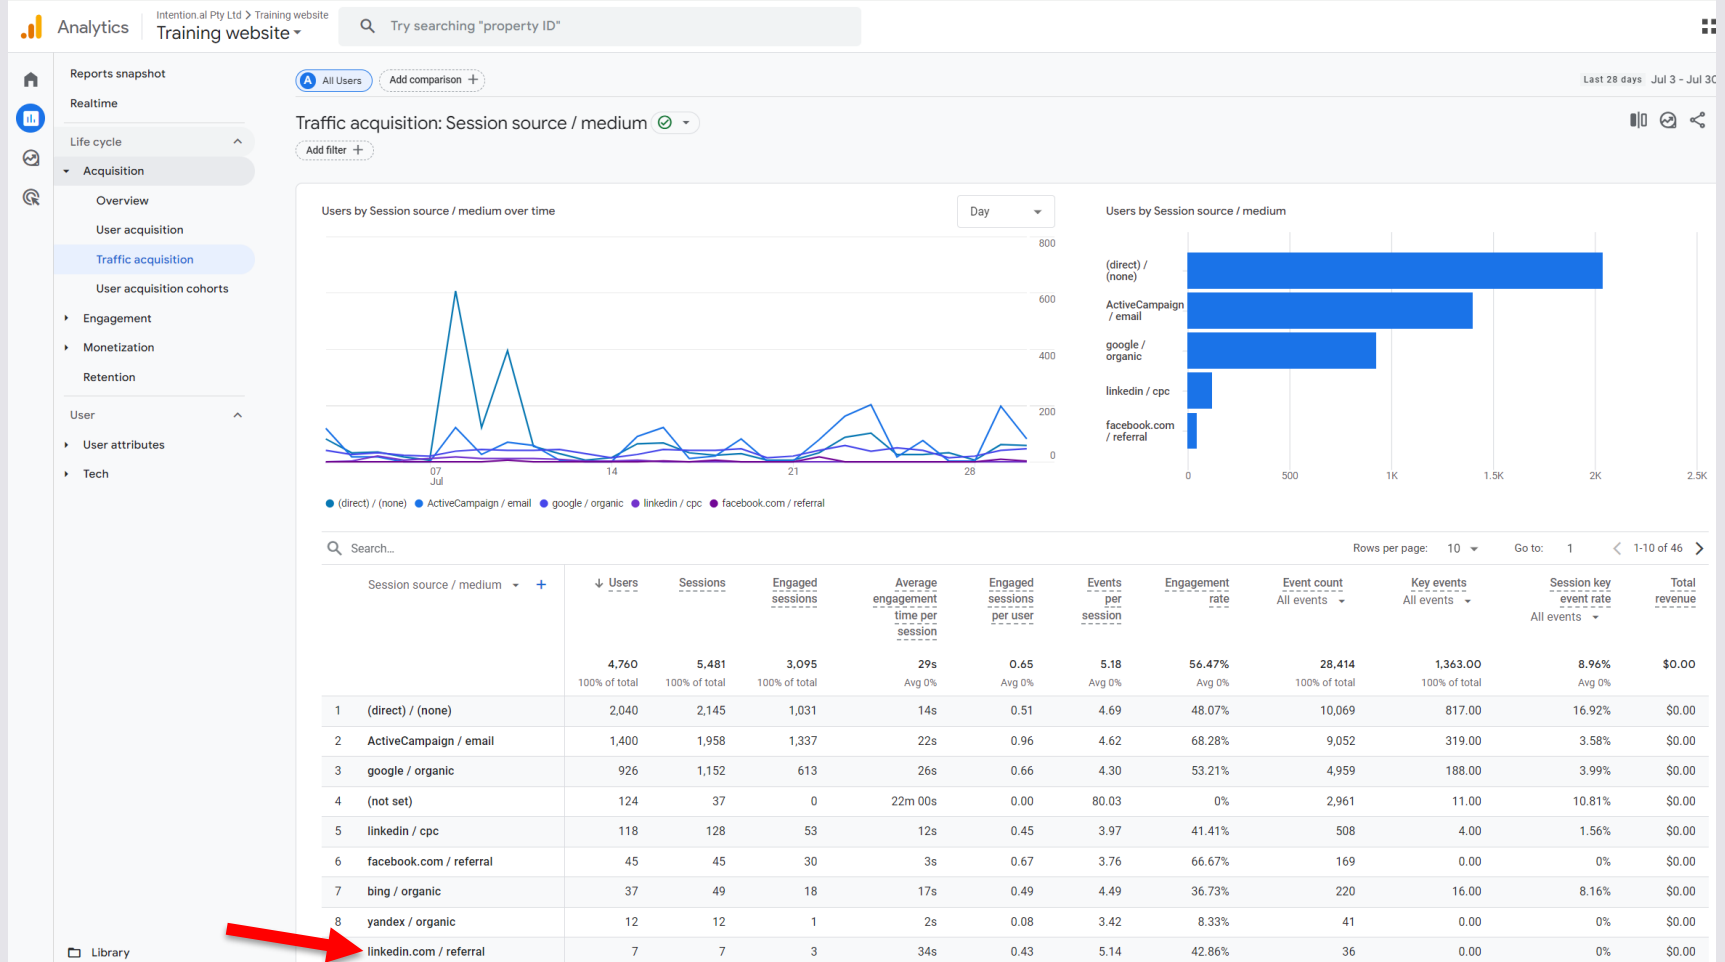 Analytics
Intention.al Pty Ltd > Training website
Training website
Try searching "property ID"
Reports snapshot
Realtime
Life cycle
Acquisition
Overview
User acquisition
Traffic acquisition
User acquisition cohorts
Engagement
Monetization
Retention
User
User attributes
Tech
Library
A All Users
Add comparison +
Last 28 days Jul 3 - Jul 30
Traffic acquisition: Session source / medium
Add filter +
Users by Session source / medium over time
Day
800
600
400
200
0
07 14 21 28
Jul
(direct) / (none) ActiveCampaign / email google / organic linkedin / cpc facebook.com / referral
Users by Session source / medium
(direct) /
(none)
ActiveCampaign
/ email
google /
organic
linkedin / cpc
facebook.com
/ referral
0 500 1K 1.5K 2K 2.5K
Search...
Rows per page: 10 Go to: 1 < 1-10 of 46 >
Session source / medium +
↓ Users
Sessions
Engaged
sessions
Average
engagement
time per
session
Engaged
sessions
per user
Events
per
session
Engagement
rate
Event count
All events
Key events
All events
Session key
event rate
All events
Total
revenue
4,760 5,481 3,095 29s 0.65 5.18 56.47% 28,414 1,363.00 8.96% $0.00
100% of total 100% of total 100% of total Avg 0% Avg 0% Avg 0% Avg 0% 100% of total 100% of total Avg 0%
1 (direct) / (none) 2,040 2,145 1,031 14s 0.51 4.69 48.07% 10,069 817.00 16.92% $0.00
2 ActiveCampaign / email 1,400 1,958 1,337 22s 0.96 4.62 68.28% 9,052 319.00 3.58% $0.00
3 google / organic 926 1,152 613 26s 0.66 4.30 53.21% 4,959 188.00 3.99% $0.00
4 (not set) 124 37 0 22m 00s 0.00 80.03 0% 2,961 11.00 10.81% $0.00
5 linkedin / cpc 118 128 53 12s 0.45 3.97 41.41% 508 4.00 1.56% $0.00
6 facebook.com / referral 45 45 30 3s 0.67 3.76 66.67% 169 0.00 0% $0.00
7 bing / organic 37 49 18 17s 0.49 4.49 36.73% 220 16.00 8.16% $0.00
8 yandex / organic 12 12 1 2s 0.08 3.42 8.33% 41 0.00 0% $0.00
linkedin.com / referral 7 7 3 34s 0.43 5.14 42.86% 36 0.00 0% $0.00